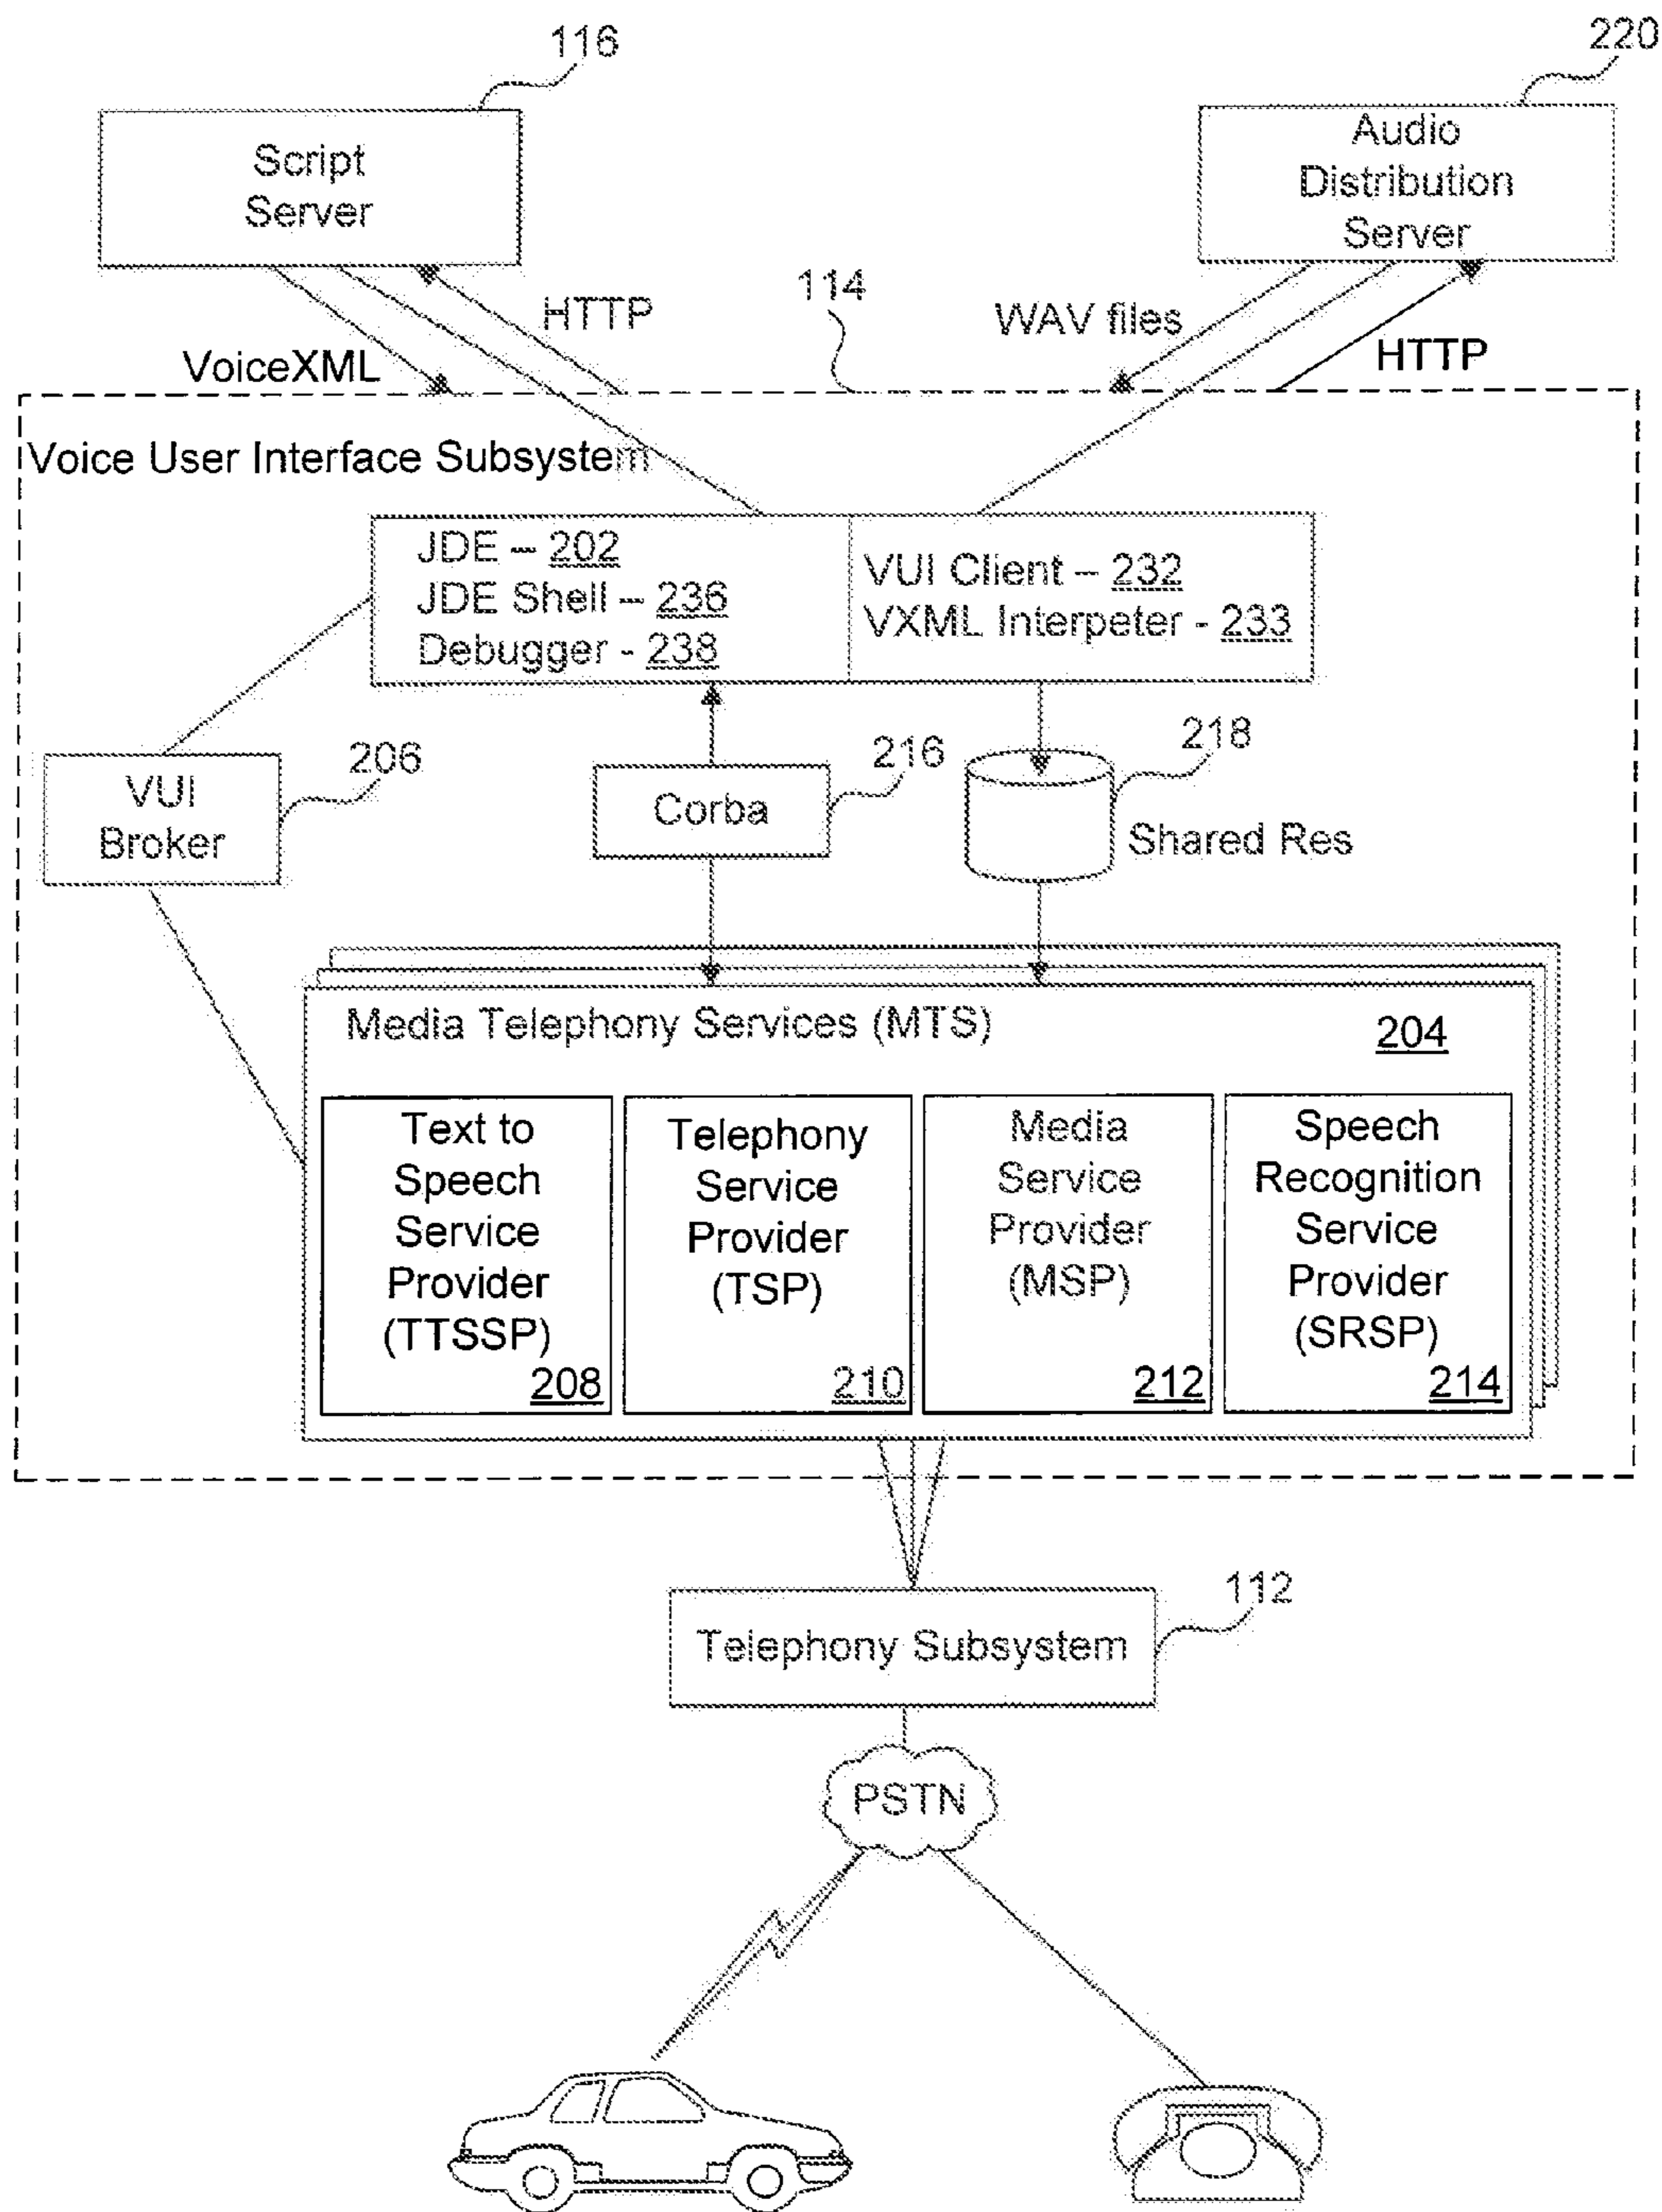 116
220
Script
Server
Audio
Distribution
Server
114
HTTP
WAV files
VoiceXML
HTTP
Voice User Interface Subsystem
JDE – 202
JDE Shell – 236
Debugger - 238
VUI Client – 232
VXML Interpeter - 233
VUI
Broker
206
Corba
216
218
Shared Res
Media Telephony Services (MTS)
204
Text to
Speech
Service
Provider
(TTSSP)
208
Telephony
Service
Provider
(TSP)
210
Media
Service
Provider
(MSP)
212
Speech
Recognition
Service
Provider
(SRSP)
214
Telephony Subsystem
112
PSTN